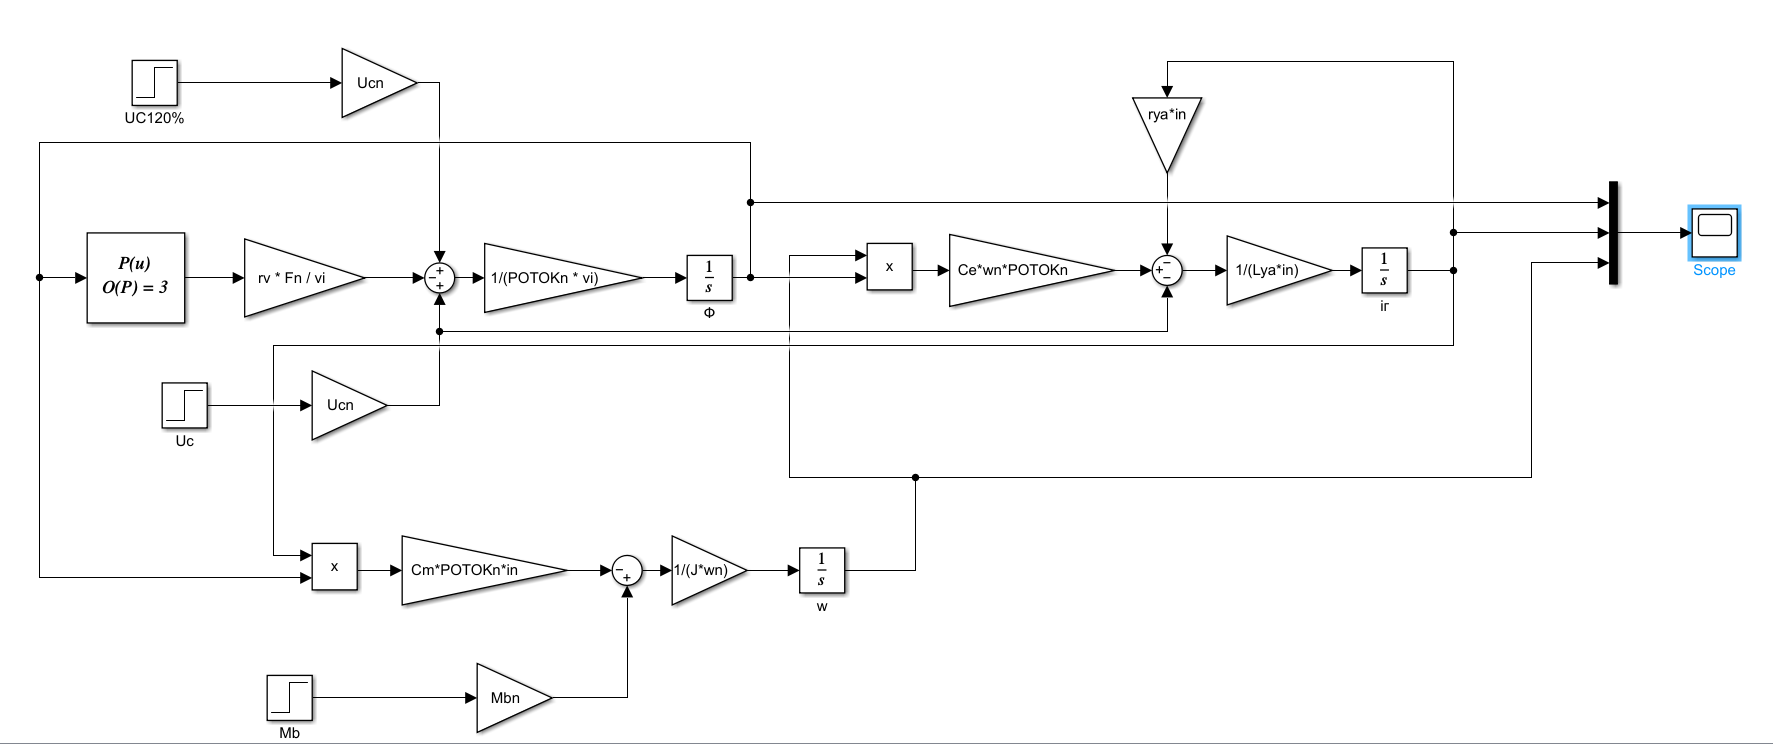 Ucn
UC120%
rya*in
P(u)
O(P) = 3
rv * Fn / vi
+
−
+
1/(POTOKn * vi)
1
s
Ф
x
Ce*wn*POTOKn
+
−
−
1/(Lya*in)
1
s
iг
Scope
Uc
Ucn
x
Cm*POTOKn*in
−
+
1/(J*wn)
1
s
w
Mb
Mbn